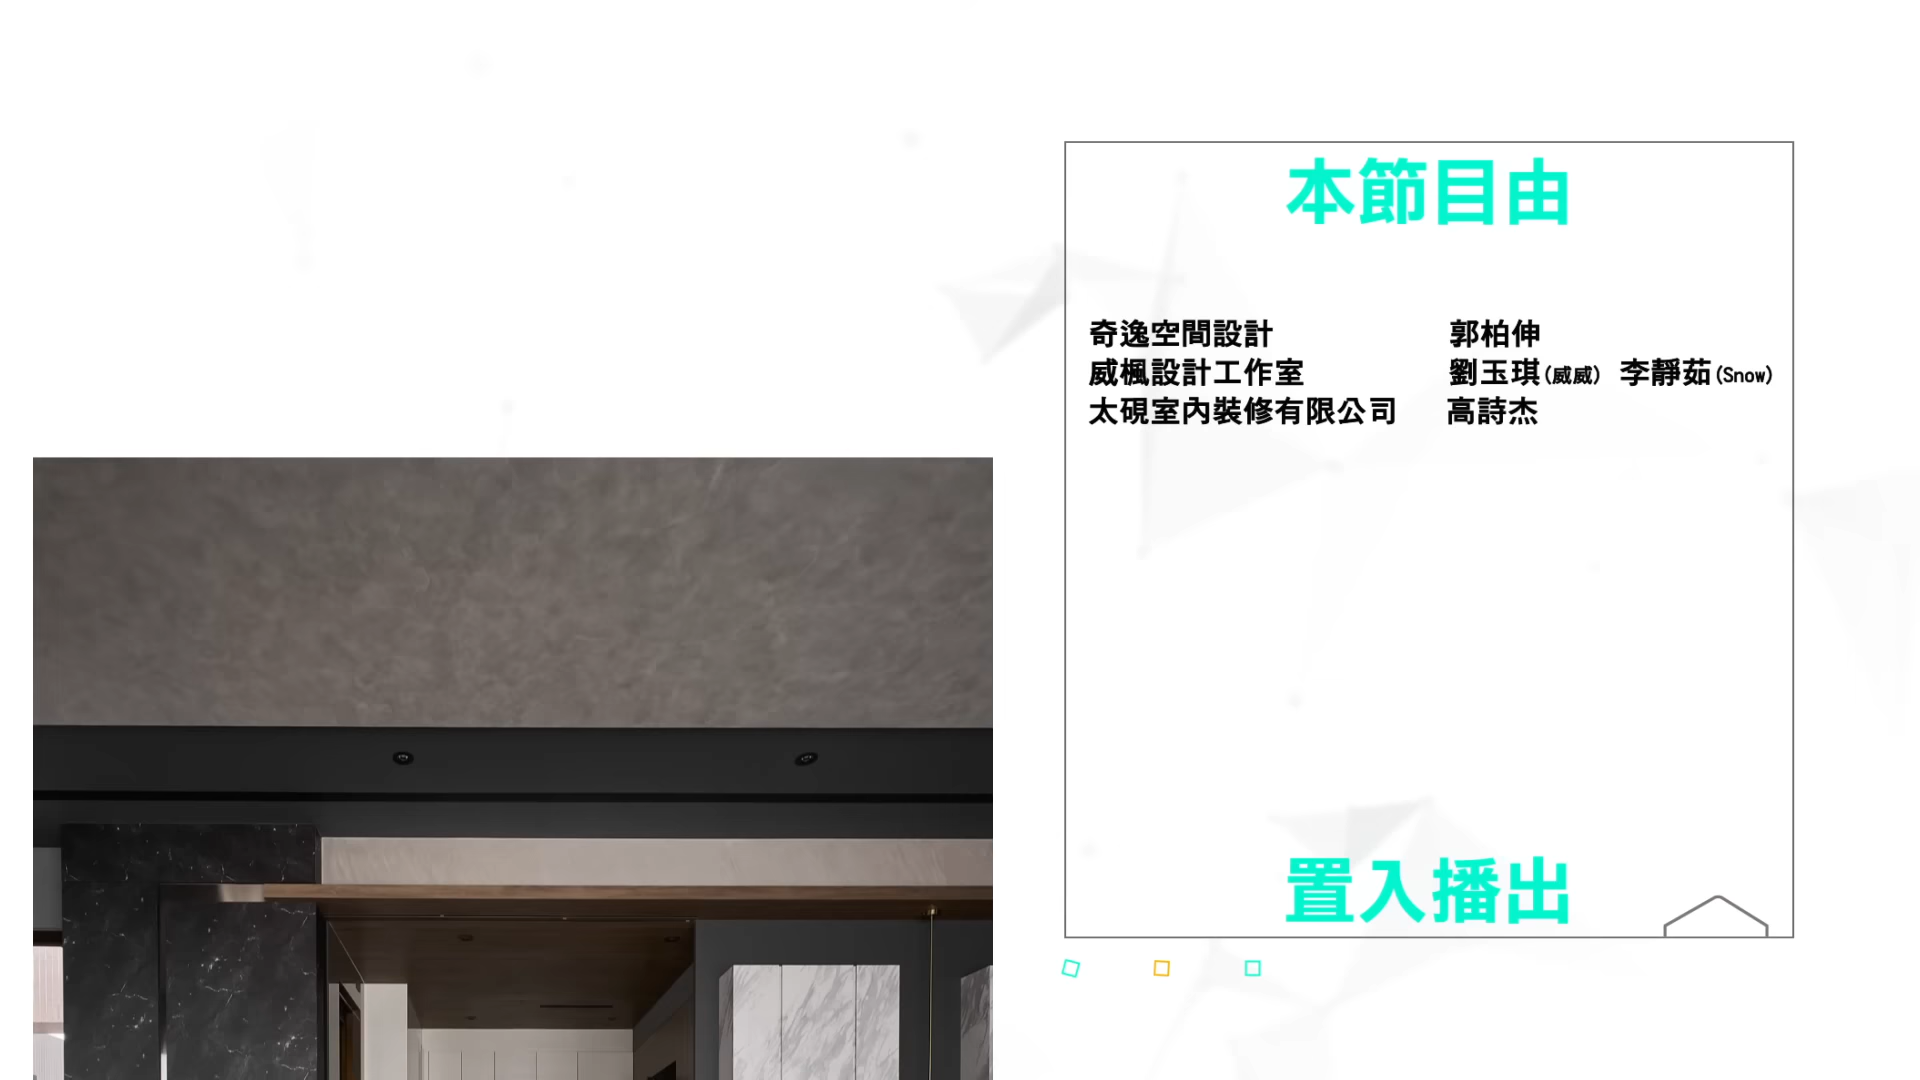 本節目由
奇逸空間設計 郭柏伸
威楓設計工作室 劉玉琪(威威) 李靜茹(Snow)
太硯室內裝修有限公司 高詩杰
置入播出